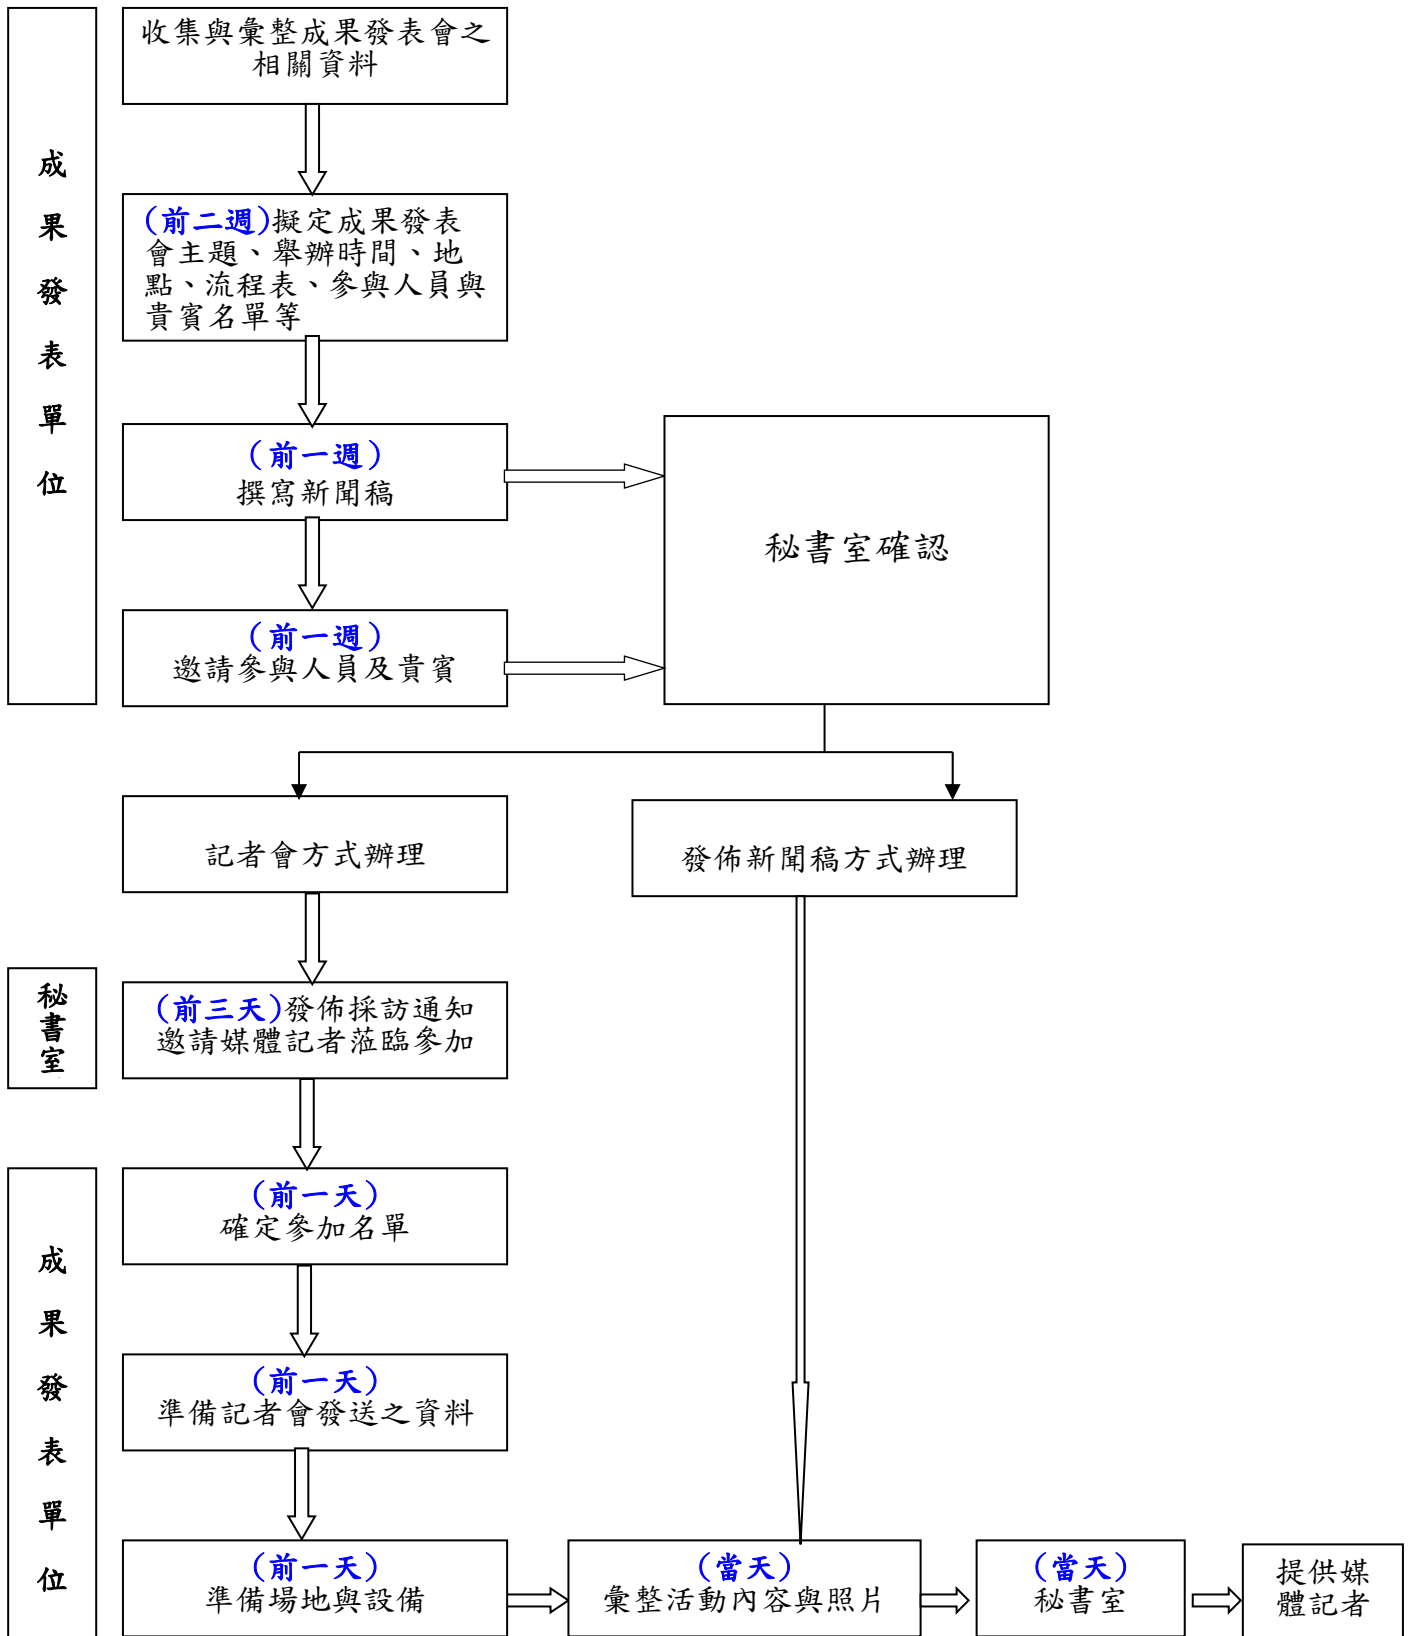 成果發表單位
收集與彙整成果發表會之
相關資料
(前二週)擬定成果發表
會主題、舉辦時間、地
點、流程表、參與人員與
貴賓名單等
(前一週)
撰寫新聞稿
(前一週)
邀請參與人員及貴賓
秘書室確認
記者會方式辦理
發佈新聞稿方式辦理
秘書室
(前三天)發佈採訪通知
邀請媒體記者蒞臨參加
成果發表單位
(前一天)
確定參加名單
(前一天)
準備記者會發送之資料
(前一天)
準備場地與設備
(當天)
彙整活動內容與照片
(當天)
秘書室
提供媒
體記者